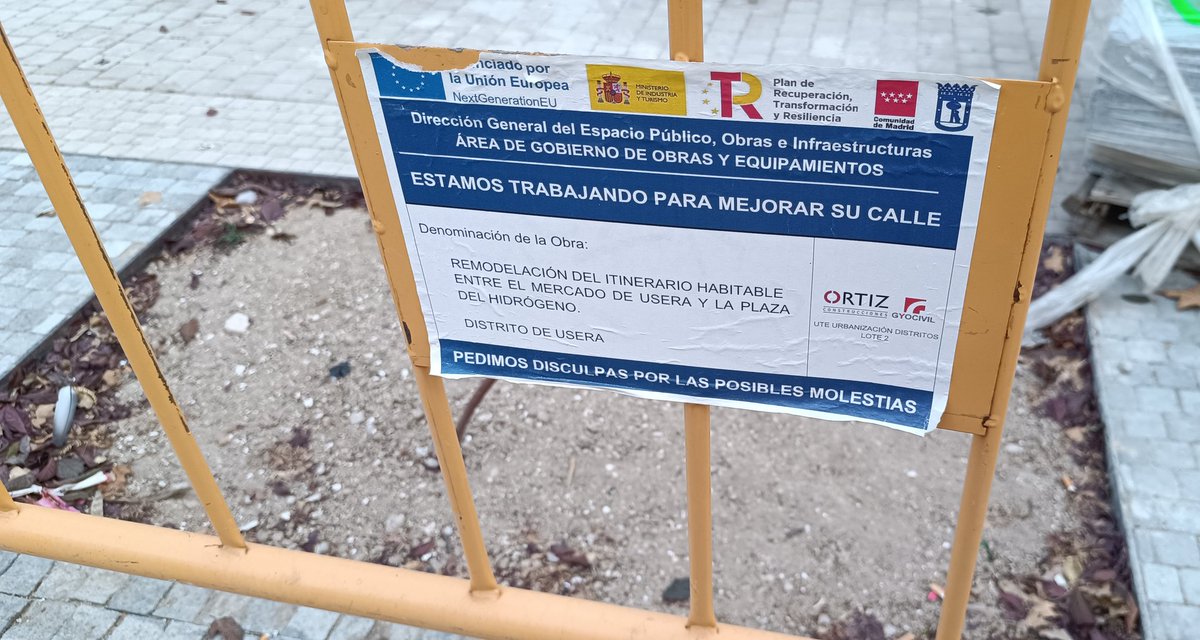 nciado por
la Unión Europea
NextGenerationEU
MINISTERIO
DE INDUSTRIA
Y TURISMO
TR
Plan de
Recuperación,
Transformación
y Resiliencia
Comunidad
de Madrid
Dirección General del Espacio Público, Obras e Infraestructuras
ÁREA DE GOBIERNO DE OBRAS Y EQUIPAMIENTOS
ESTAMOS TRABAJANDO PARA MEJORAR SU CALLE
Denominación de la Obra:
REMODELACIÓN DEL ITINERARIO HABITABLE
ENTRE EL MERCADO DE USERA Y LA PLAZA
DEL HIDRÓGENO.
DISTRITO DE USERA
ORTIZ
CONSTRUCCIONES
GYOCIVIL
UTE URBANIZACIÓN DISTRITOS
LOTE 2
PEDIMOS DISCULPAS POR LAS POSIBLES MOLESTIAS